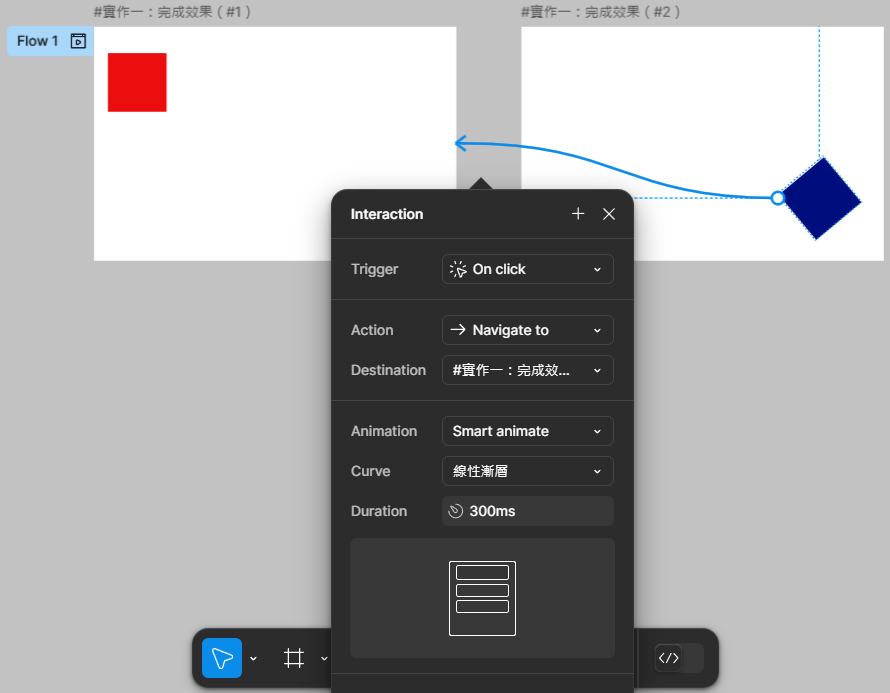 #實作一：完成效果（ #1 ）
#實作一：完成效果（ #2 ）
Flow 1
Interaction
Trigger
On click
Action
Navigate to
Destination
#實作一：完成效...
Animation
Smart animate
Curve
線性漸層
Duration
300ms